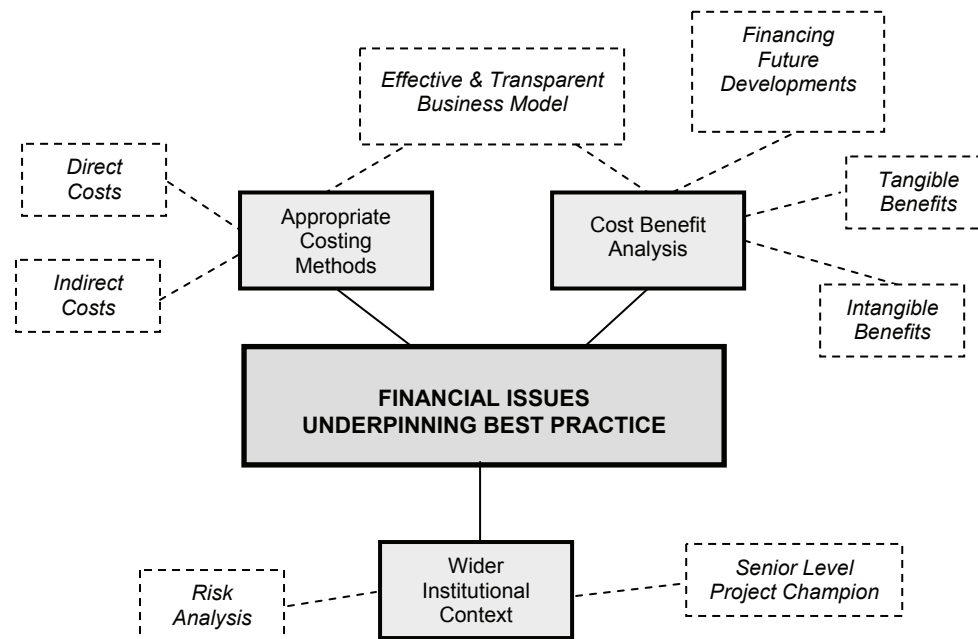 Financing
Future
Developments
Effective & Transparent
Business Model
Direct
Costs
Tangible
Benefits
Appropriate
Costing
Methods
Cost Benefit
Analysis
Indirect
Costs
Intangible
Benefits
FINANCIAL ISSUES
UNDERPINNING BEST PRACTICE
Wider
Institutional
Context
Risk
Analysis
Senior Level
Project Champion